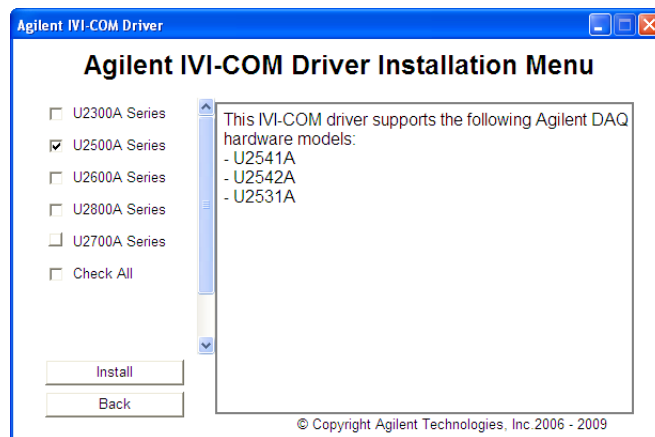 Agilent IVI-COM Driver
Agilent IVI-COM Driver Installation Menu
U2300A Series
U2500A Series
U2600A Series
U2800A Series
U2700A Series
Check All
Install
Back
This IVI-COM driver supports the following Agilent DAQ
hardware models:
- U2541A
- U2542A
- U2531A
© Copyright Agilent Technologies, Inc.2006 - 2009